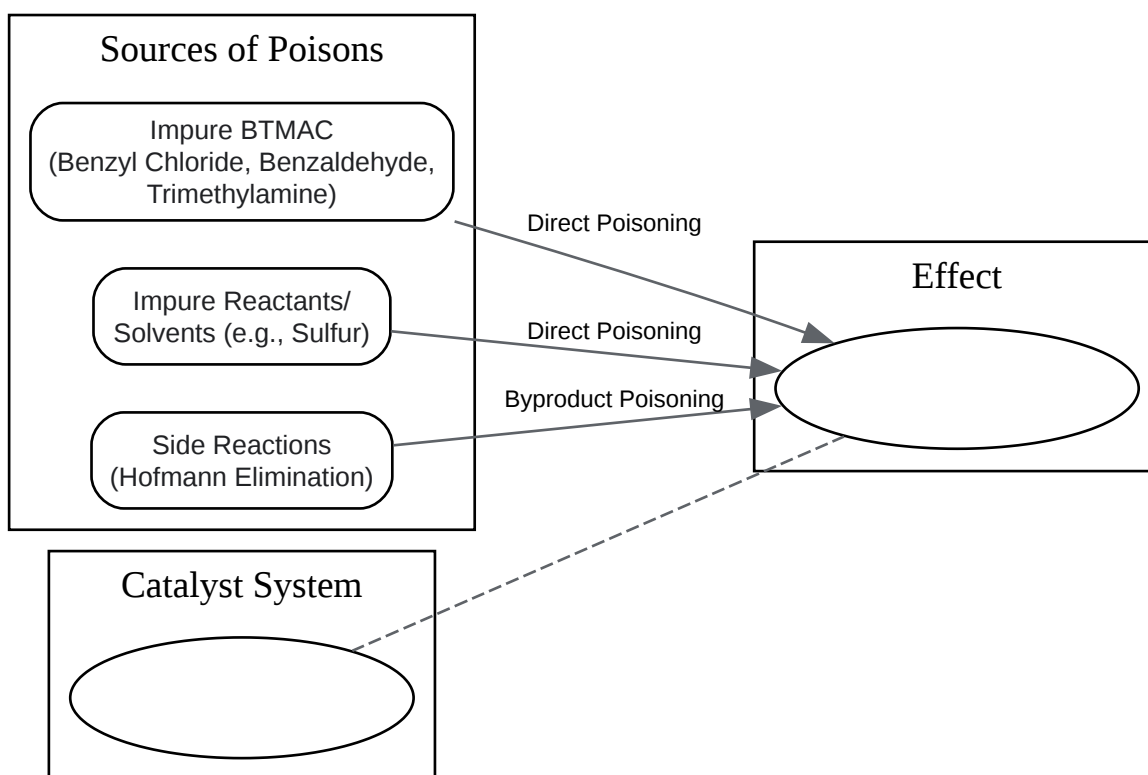 Sources of Poisons
Impure BTMAC
(Benzyl Chloride, Benzaldehyde,
Trimethylamine)
Direct Poisoning
Impure Reactants/
Solvents (e.g., Sulfur)
Direct Poisoning
Side Reactions
(Hofmann Elimination)
Byproduct Poisoning
Effect
Catalyst System